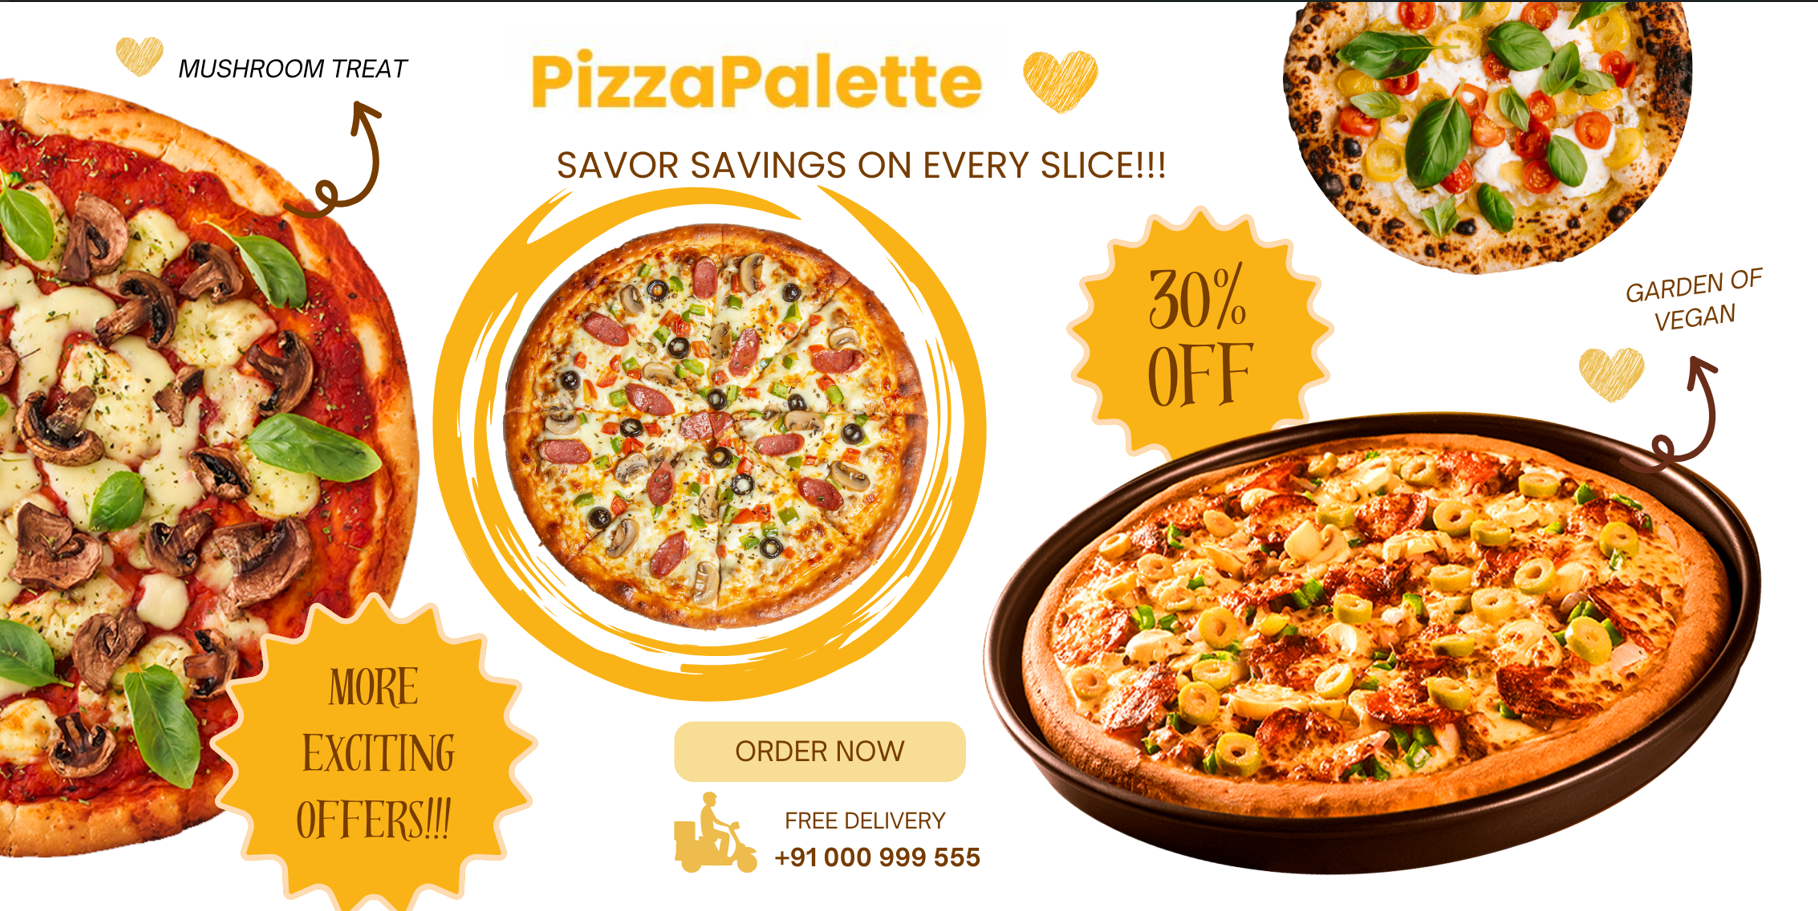 MUSHROOM TREAT
PizzaPalette
SAVOR SAVINGS ON EVERY SLICE!!!
30%
OFF
GARDEN OF
VEGAN
MORE
EXCITING
OFFERS!!!
ORDER NOW
FREE DELIVERY
+91 000 999 555